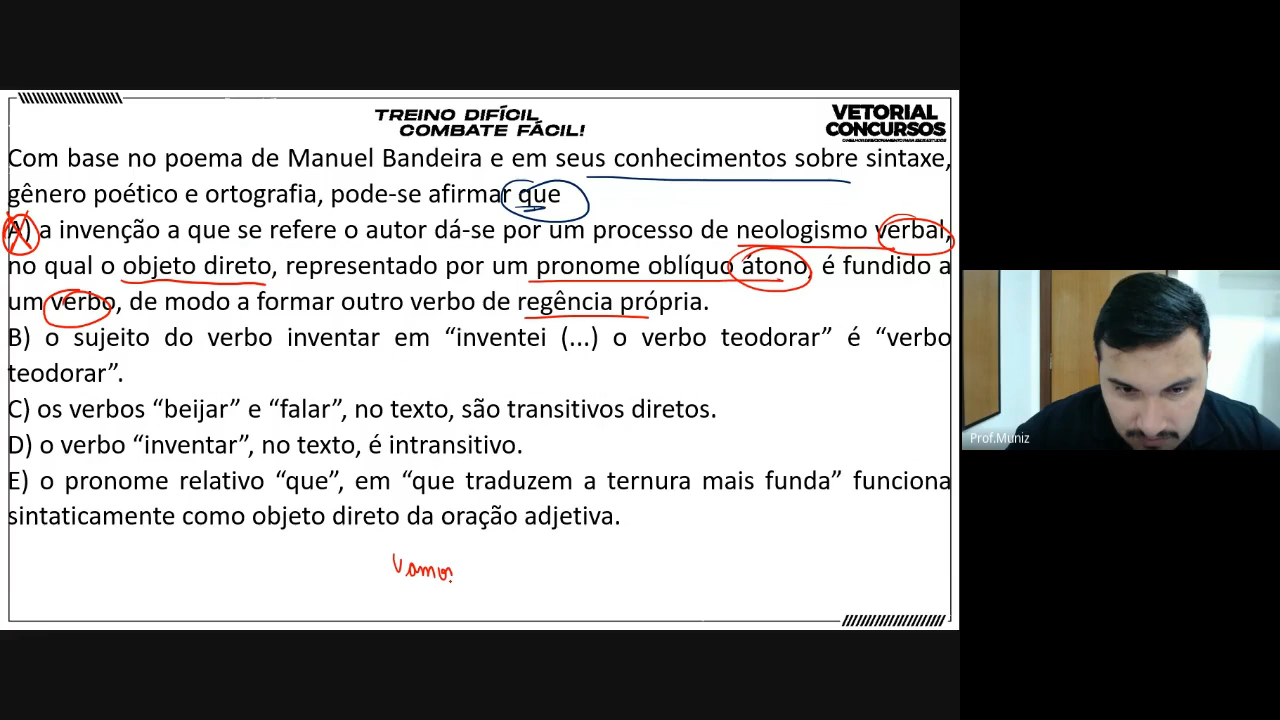 TREINO DIFÍCIL
COMBATE FÁCIL!
VETORIAL
CONCURSOS
Com base no poema de Manuel Bandeira e em seus conhecimentos sobre sintaxe,
gênero poético e ortografia, pode-se afirmar que
A) a invenção a que se refere o autor dá-se por um processo de neologismo verbal,
no qual o objeto direto, representado por um pronome oblíquo átono, é fundido a
um verbo, de modo a formar outro verbo de regência própria.
B) o sujeito do verbo inventar em “inventei (...) o verbo teodorar” é “verbo
teodorar”.
C) os verbos “beijar” e “falar”, no texto, são transitivos diretos.
D) o verbo “inventar”, no texto, é intransitivo.
E) o pronome relativo “que”, em “que traduzem a ternura mais funda” funciona
sintaticamente como objeto direto da oração adjetiva.
Vamos
Prof.Muniz